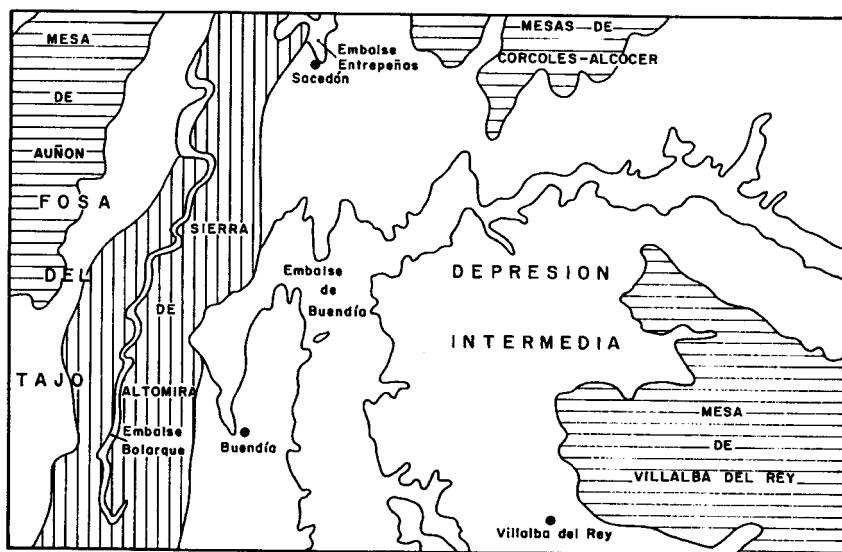 MESA
DE
AUÑON
FOSA
DEL
TAJO
SIERRA
DE
ALTOMIRA
Embalse
Bolarque
Embalse
Entrepeñas
Sacedón
MESAS DE
CORCOLES-ALCOCER
Embalse
de
Buendía
DEPRESION
INTERMEDIA
Buendía
MESA
DE
VILLALBA DEL REY
Villalba del Rey